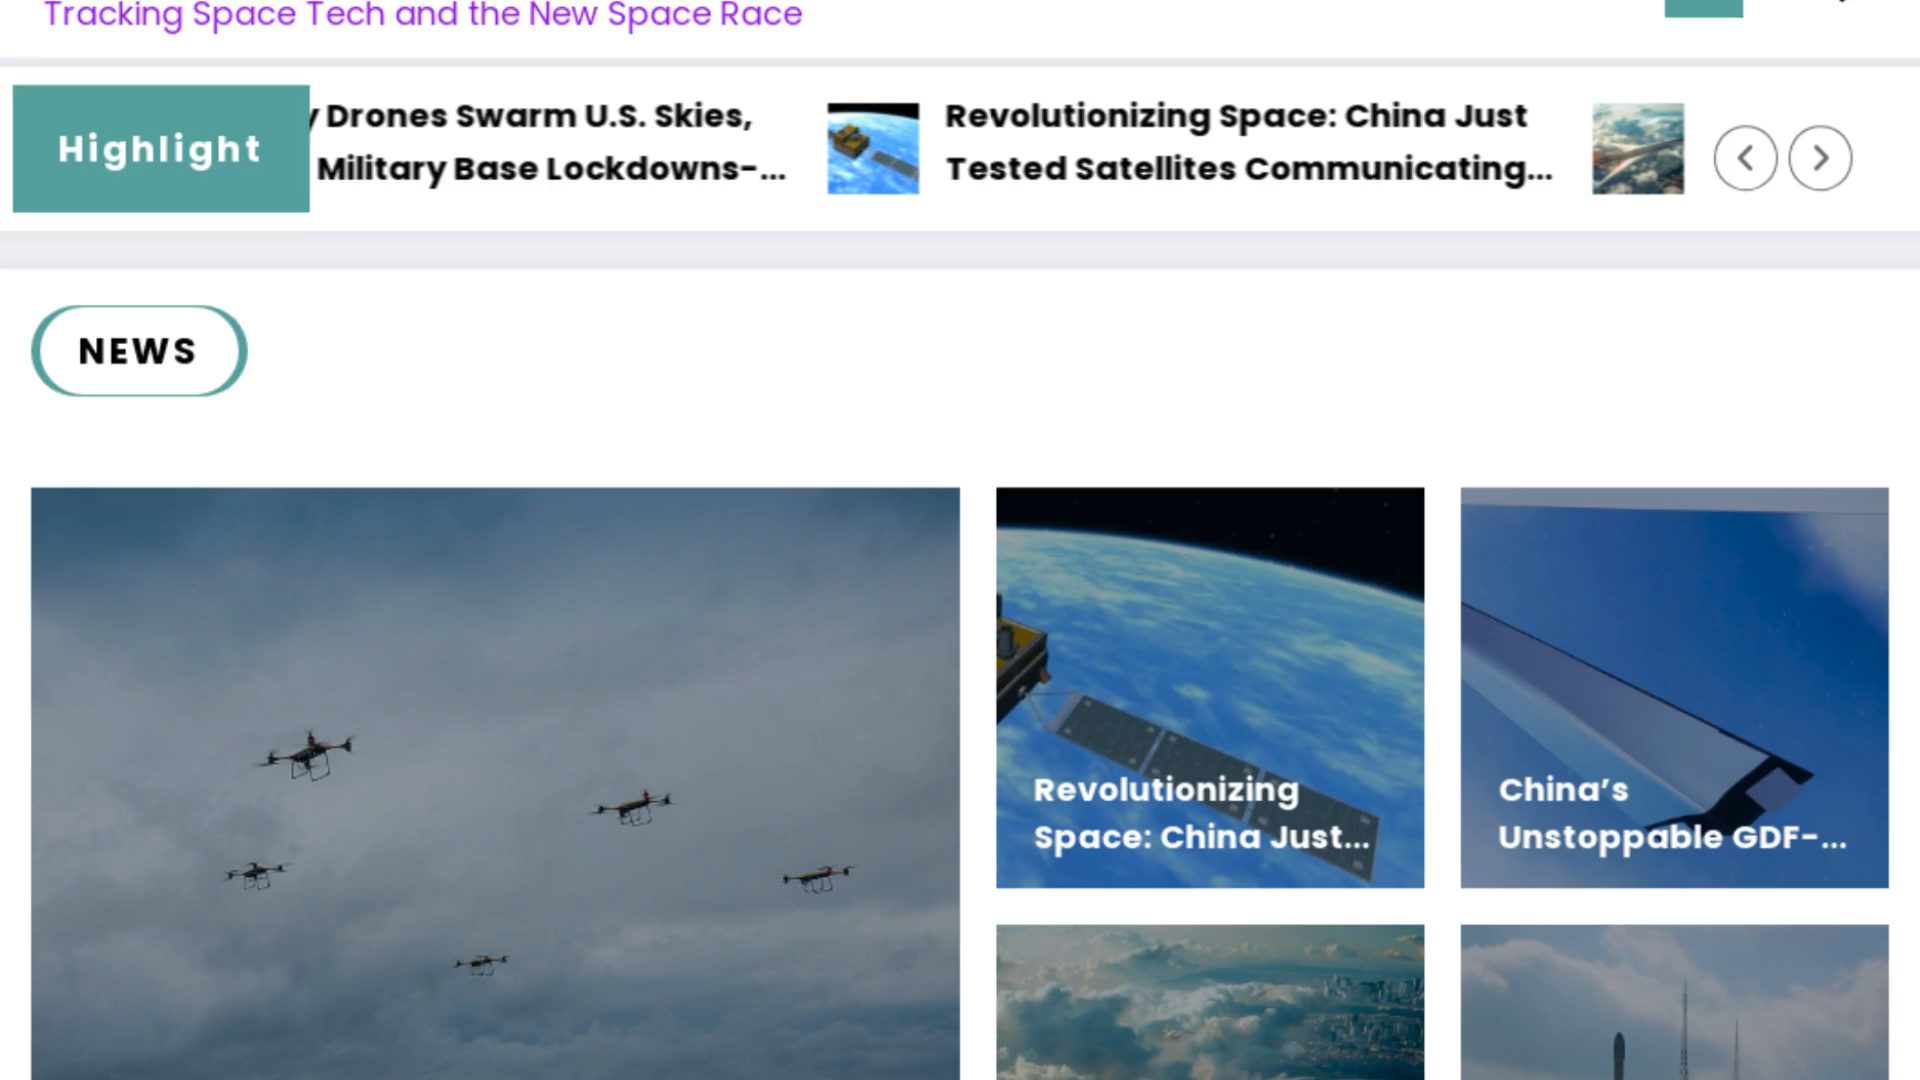 Tracking Space Tech and the New Space Race
Highlight
Drones Swarm U.S. Skies,
Military Base Lockdowns-...
Revolutionizing Space: China Just
Tested Satellites Communicating...
NEWS
Revolutionizing
Space: China Just...
China’s
Unstoppable GDF-...